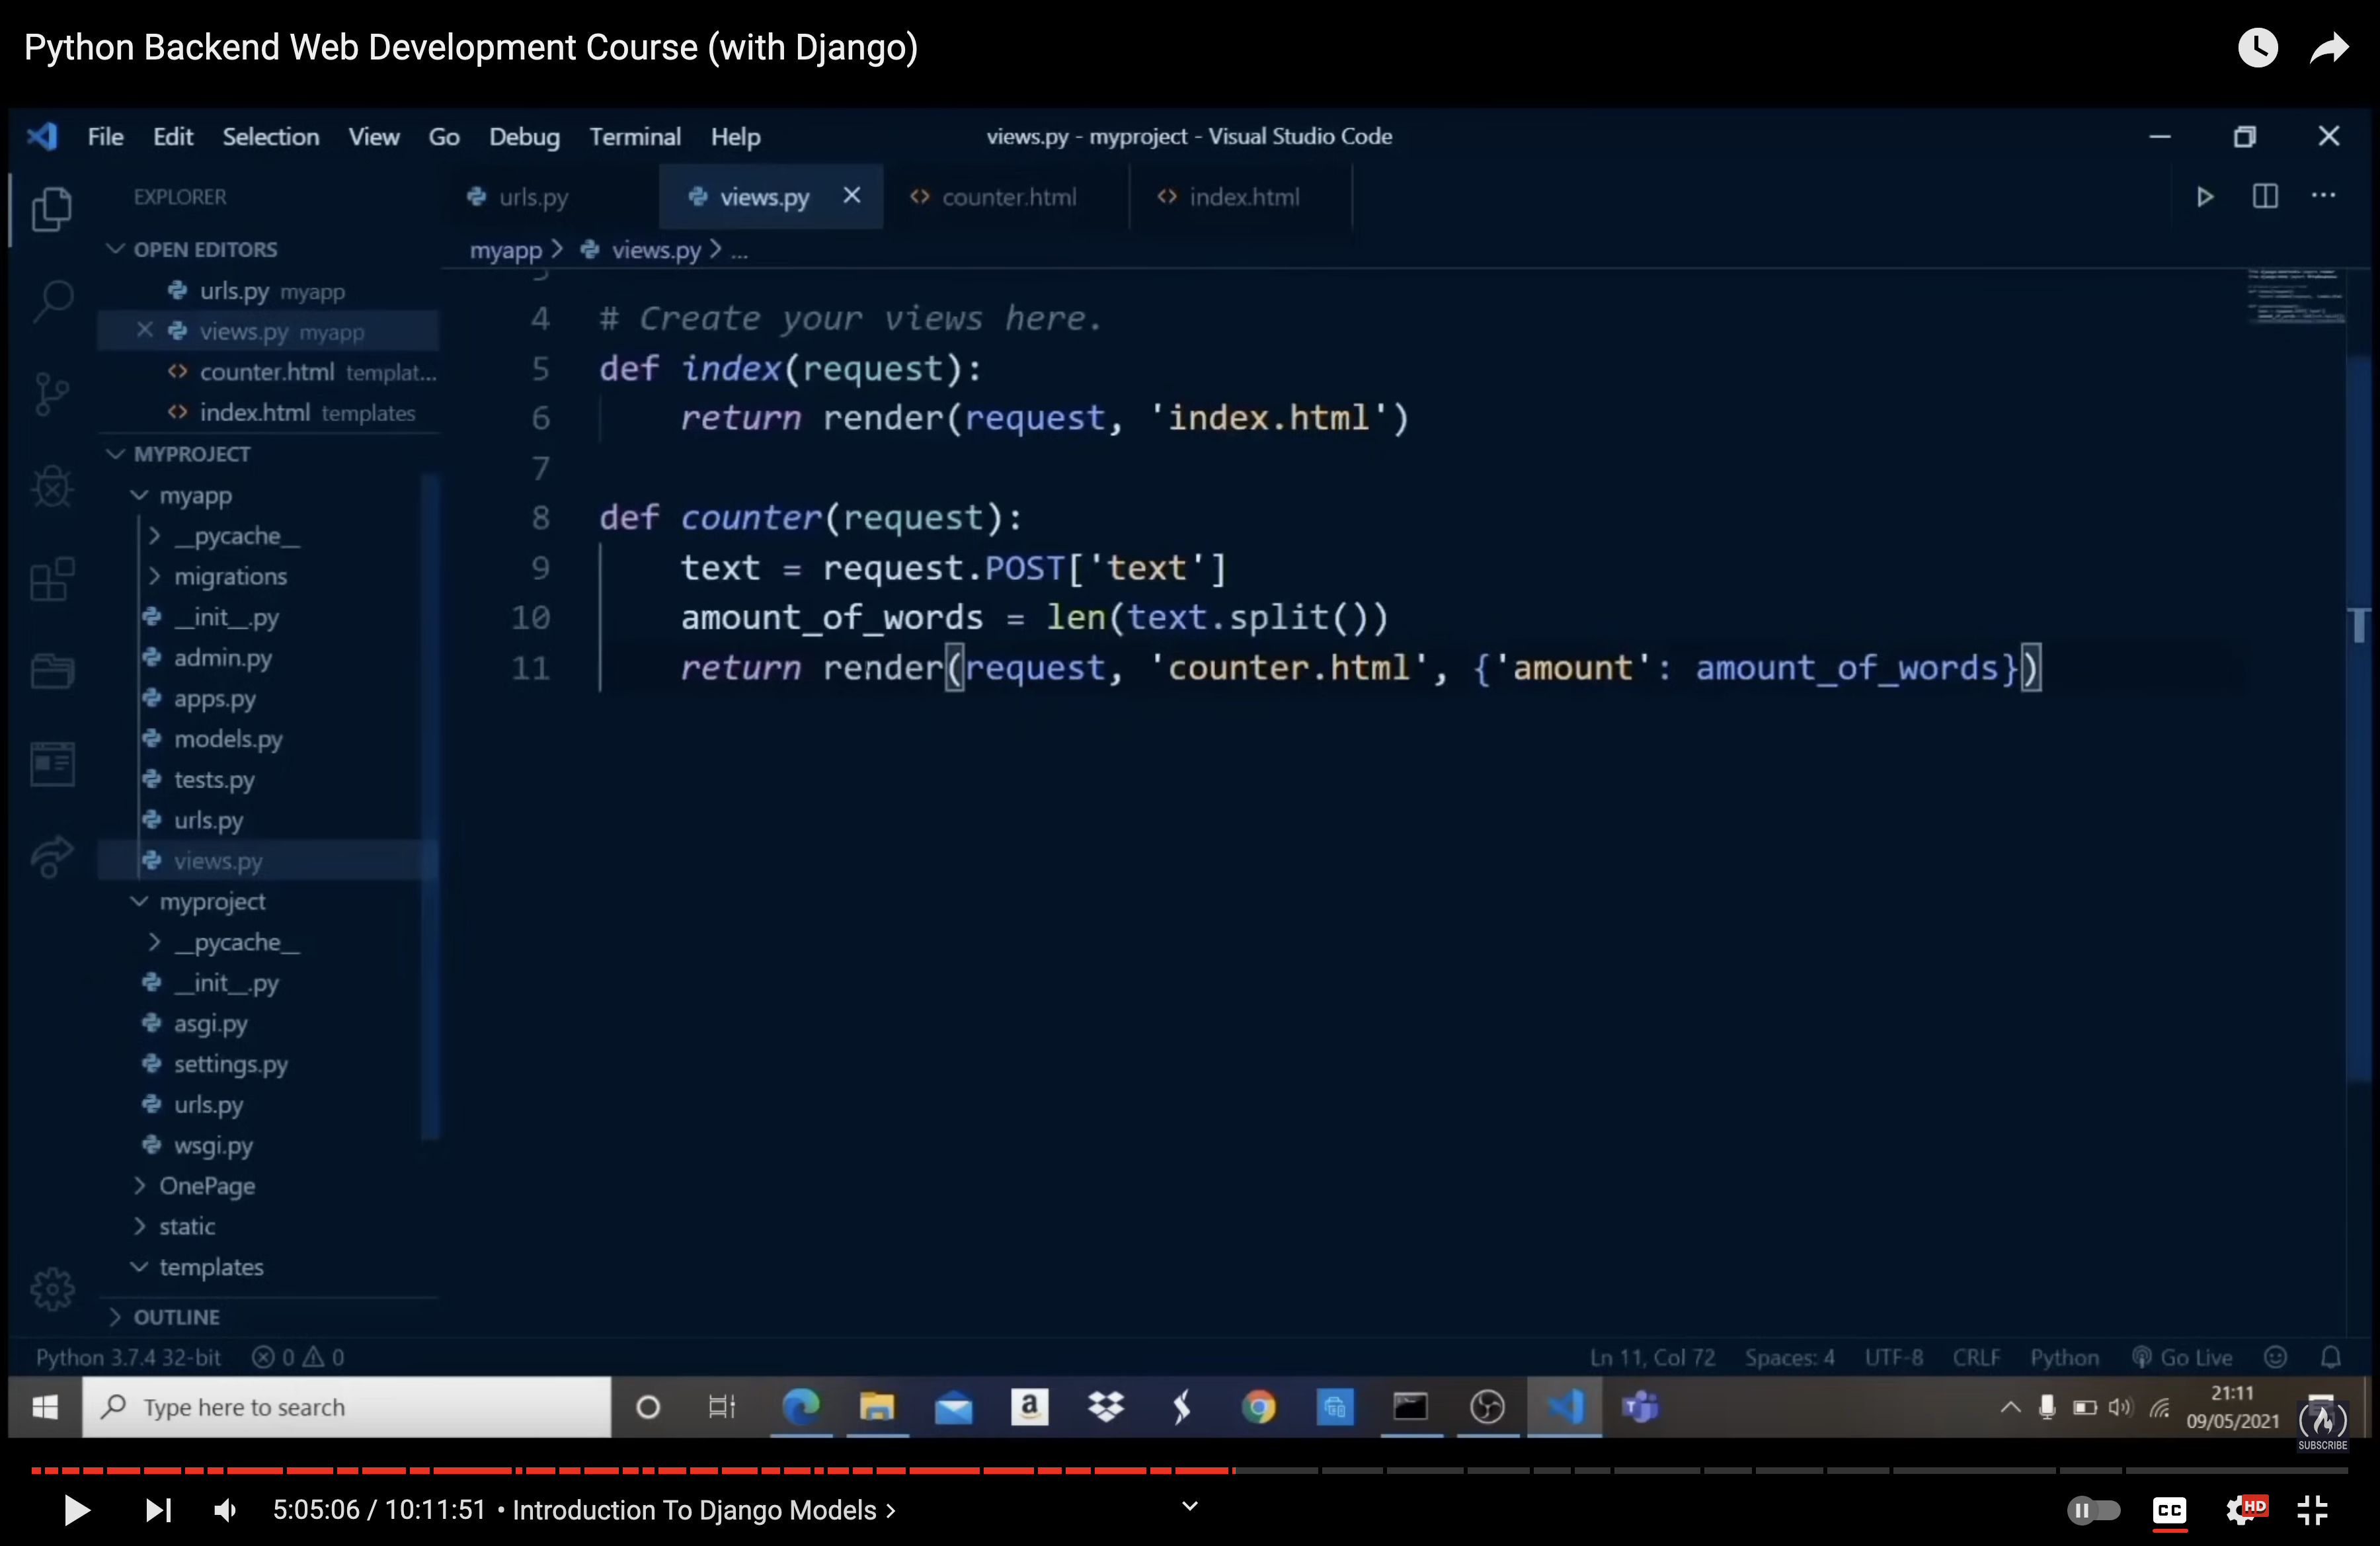 Python Backend Web Development Course (with Django)
File Edit Selection View Go Debug Terminal Help
views.py - myproject - Visual Studio Code
EXPLORER
OPEN EDITORS
urls.py myapp
views.py myapp
counter.html templat...
index.html templates
MYPROJECT
myapp
__pycache__
migrations
__init__.py
admin.py
apps.py
models.py
tests.py
urls.py
views.py
myproject
__pycache__
__init__.py
asgi.py
settings.py
urls.py
wsgi.py
OnePage
static
templates
OUTLINE
urls.py views.py counter.html index.html
myapp > views.py > ...
4 # Create your views here.
5 def index(request):
6 return render(request, 'index.html')
7
8 def counter(request):
9 text = request.POST['text']
10 amount_of_words = len(text.split())
11 return render(request, 'counter.html', {'amount': amount_of_words})
Python 3.7.4 32-bit 0 0
Ln 11, Col 72 Spaces: 4 UTF-8 CRLF Python Go Live
Type here to search
a
T
21:11
09/05/2021
SUBSCRIBE
5:05:06 / 10:11:51 • Introduction To Django Models >
CC
HD